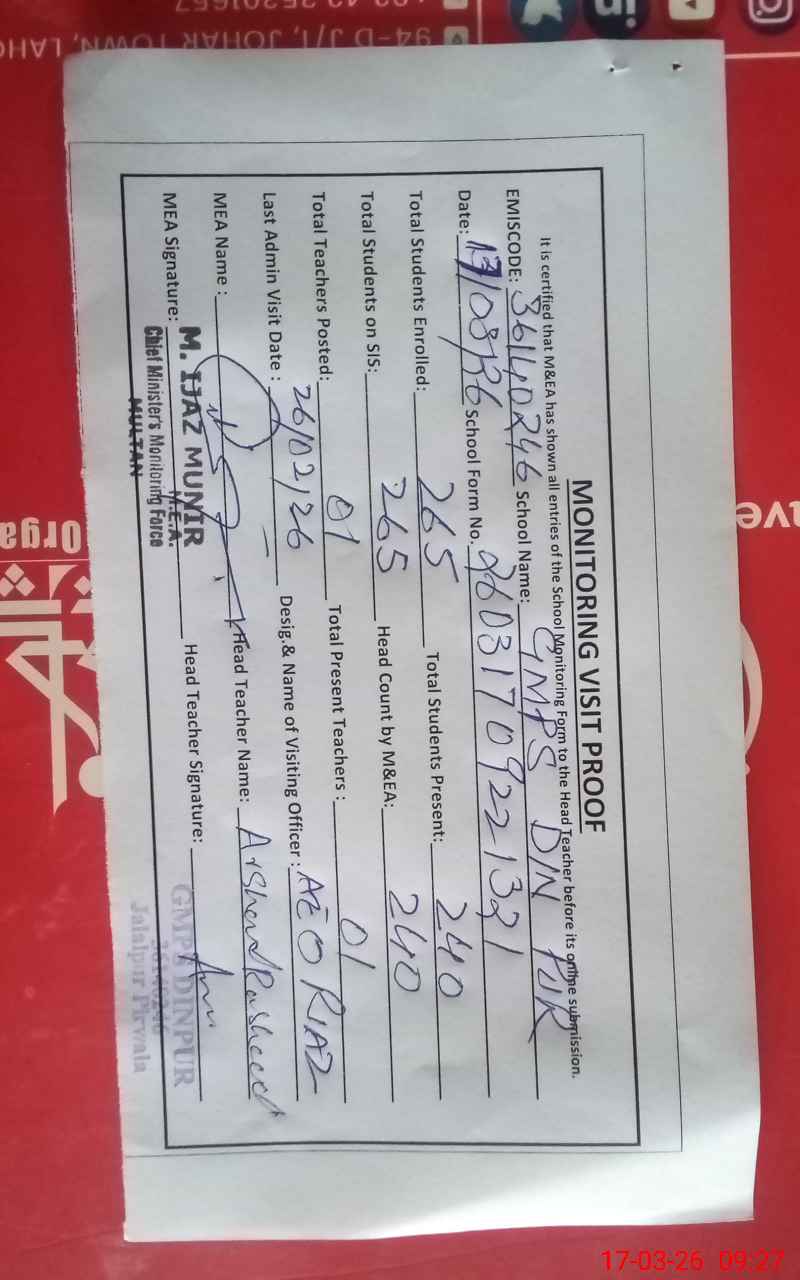 MONITORING VISIT PROOF
It is certified that M&EA has shown all entries of the School Monitoring Form to the Head Teacher before its online submission.
EMISCODE: 36140246 School Name: GMPS DIN PUR
Date: 17/03/26 School Form No. 26031709221321
Total Students Enrolled: 265 Total Students Present: 240
Total Students on SIS: 265 Head Count by M&EA: 240
Total Teachers Posted: 01 Total Present Teachers : 01
Last Admin Visit Date : 26/02/26 Desig.& Name of Visiting Officer : AEO RIAZ
MEA Name : Head Teacher Name: Arshad Rasheed
MEA Signature: Head Teacher Signature:
M. IJAZ MUNIR
M.E.A.
Chief Minister's Monitoring Force
MULTAN
GMPS DINPUR
36140246
Jalalpur Pirwala
94-D J/1, JOHAR TOWN, LAHO
17-03-26 09:27